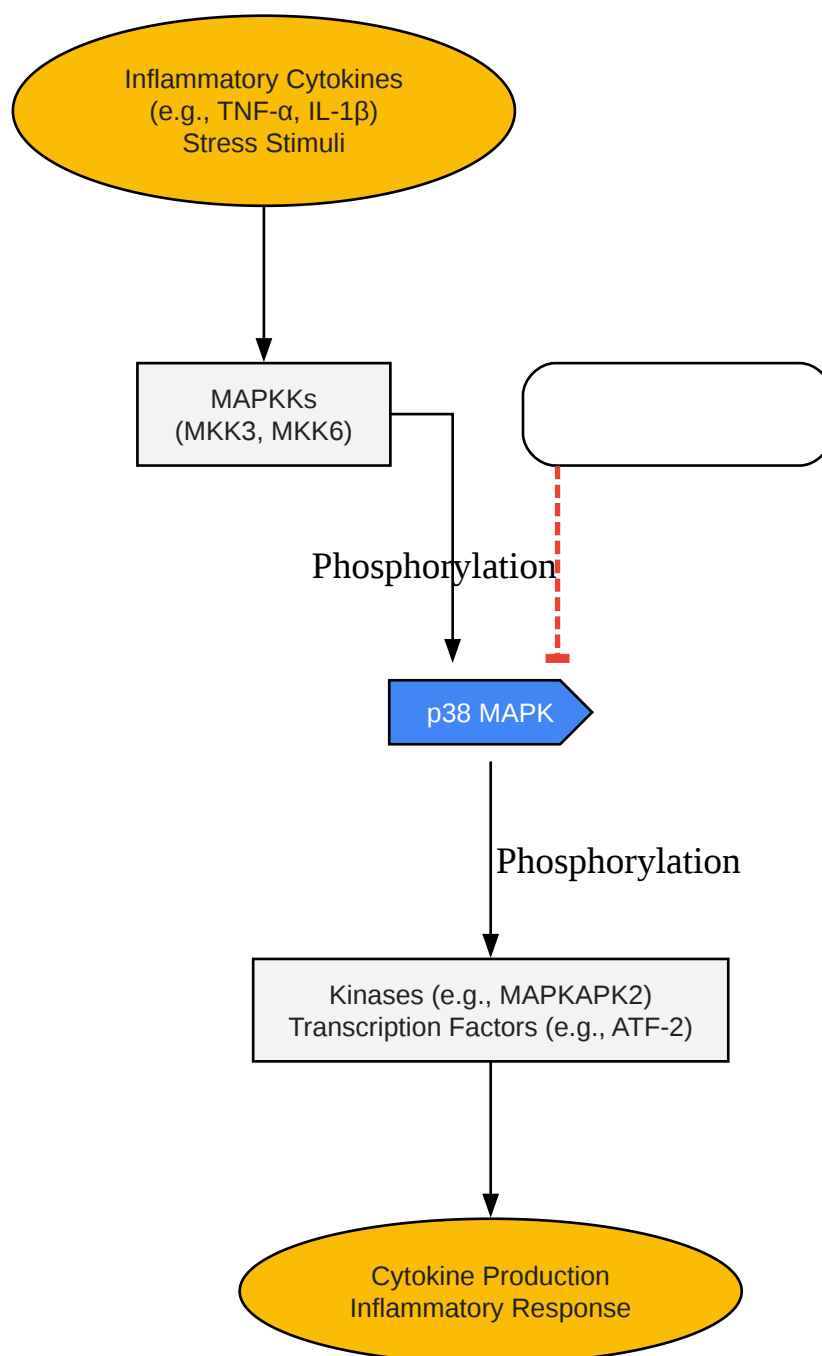 Inflammatory Cytokines
(e.g., TNF-α, IL-1β)
Stress Stimuli
MAPKKs
(MKK3, MKK6)
Phosphorylation
p38 MAPK
Phosphorylation
Kinases (e.g., MAPKAPK2)
Transcription Factors (e.g., ATF-2)
Cytokine Production
Inflammatory Response